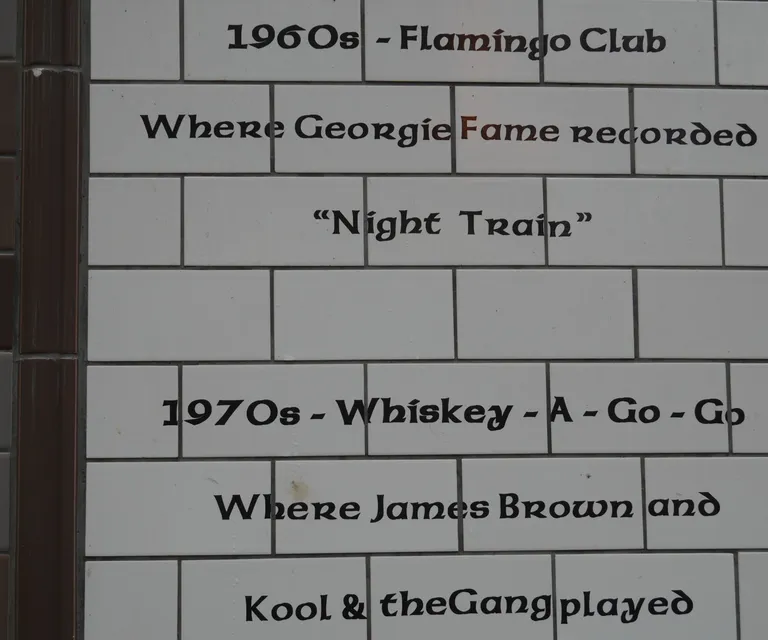 1960s - Flamingo Club
Where Georgie Fame recorded
“Night Train”
1970s - Whiskey - A - Go - Go
Where James Brown and
Kool & theGang played